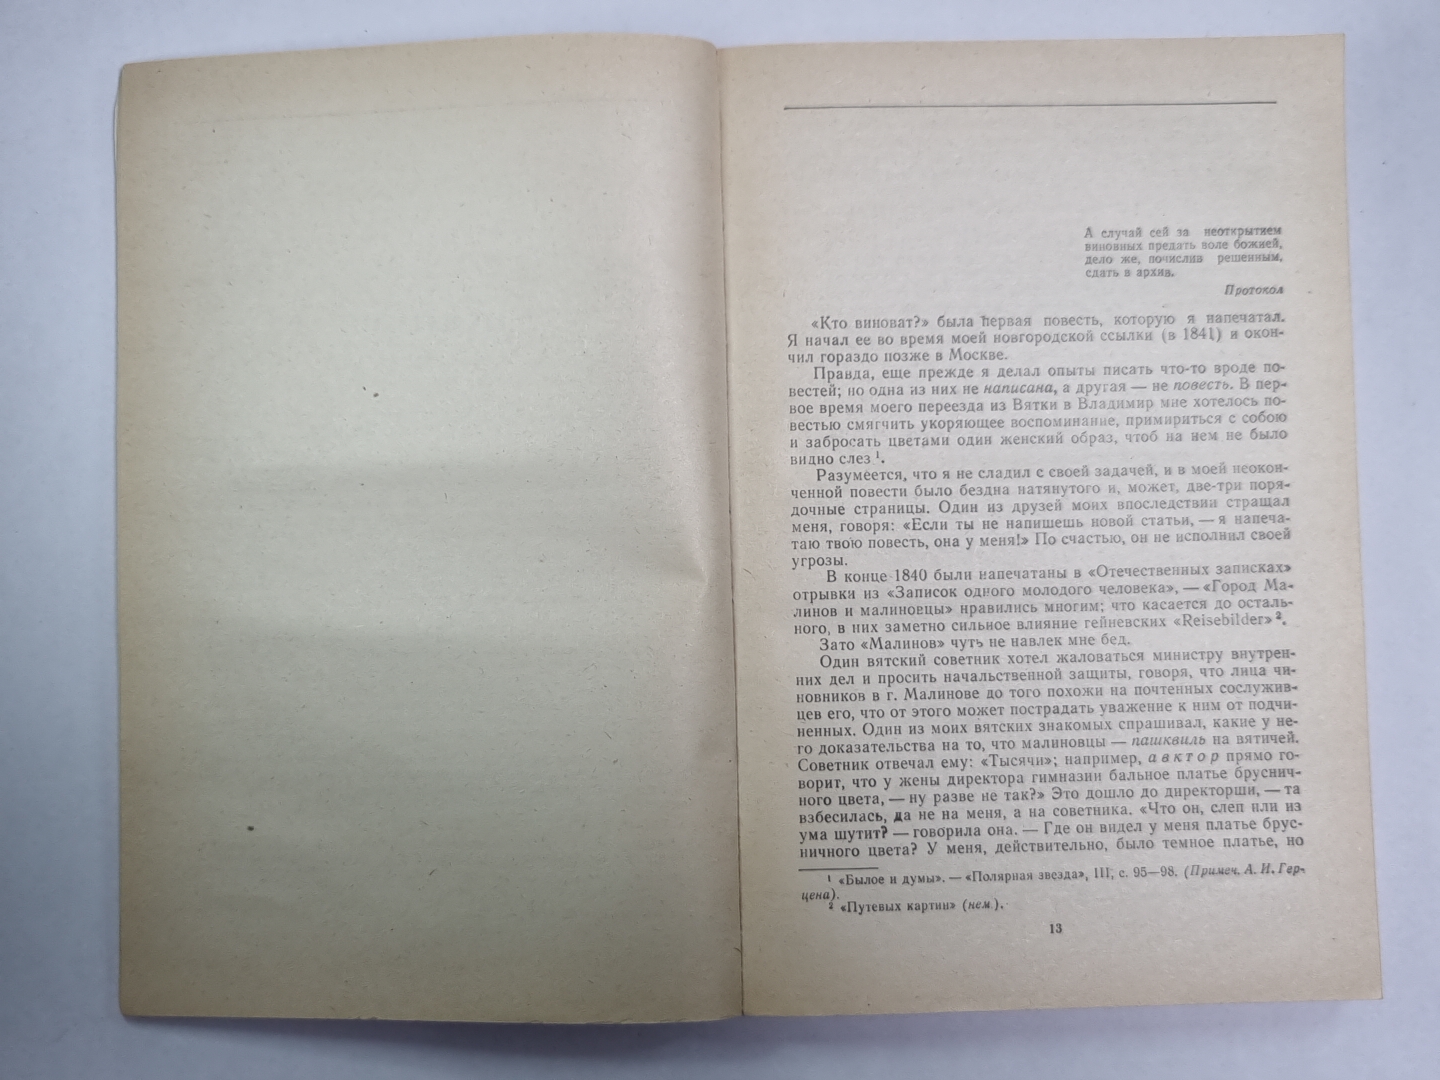 А случай сей за неоткрытием
виновных предать воле божией,
дело же, почислив решенным,
сдать в архив.
Протокол
«Кто виноват?» была первая повесть, которую я напечатал.
Я начал ее во время моей новгородской ссылки (в 1841) и окон-
чил гораздо позже в Москве.
Правда, еще прежде я делал опыты писать что-то вроде по-
вестей; но одна из них не написана, а другая — не повесть. В пер-
вое время моего переезда из Вятки в Владимир мне хотелось по-
вестью смягчить укоряющее воспоминание, примириться с собою
и забросать цветами один женский образ, чтоб на нем не было
видно слез ¹.
Разумеется, что я не сладил с своей задачей, и в моей неокон-
ченной повести было бездна натянутого и, может, две-три поря-
дочные страницы. Один из друзей моих впоследствии стращал
меня, говоря: «Если ты не напишешь новой статьи, — я напеча-
таю твою повесть, она у меня!» По счастью, он не исполнил своей
угрозы.
В конце 1840 были напечатаны в «Отечественных записках»
отрывки из «Записок одного молодого человека», — «Город Ма-
линов и малиновцы» нравились многим; что касается до осталь-
ного, в них заметно сильное влияние гейневских «Reisebilder» ².
Зато «Малинов» чуть не навлек мне бед.
Один вятский советник хотел жаловаться министру внутрен-
них дел и просить начальственной защиты, говоря, что лица чи-
новников в г. Малинове до того похожи на почтенных сослужив-
цев его, что от этого может пострадать уважение к ним от подчи-
ненных. Один из моих вятских знакомых спрашивал, какие у не-
го доказательства на то, что малиновцы — пашквиль на вятичей.
Советник отвечал ему: «Тысячи»; например, авктор прямо го-
ворит, что у жены директора гимназии бальное платье бруснич-
ного цвета, — ну разве не так?» Это дошло до директорши, — та
взбесилась, да не на меня, а на советника. «Что он, слеп или из
ума шутит? — говорила она. — Где он видел у меня платье брус-
ничного цвета? У меня, действительно, было темное платье, но
¹ «Былое и думы». — «Полярная звезда», III, с. 95—98. (Примеч. А. И. Гер-
цена).
² «Путевых картин» (нем.).
13